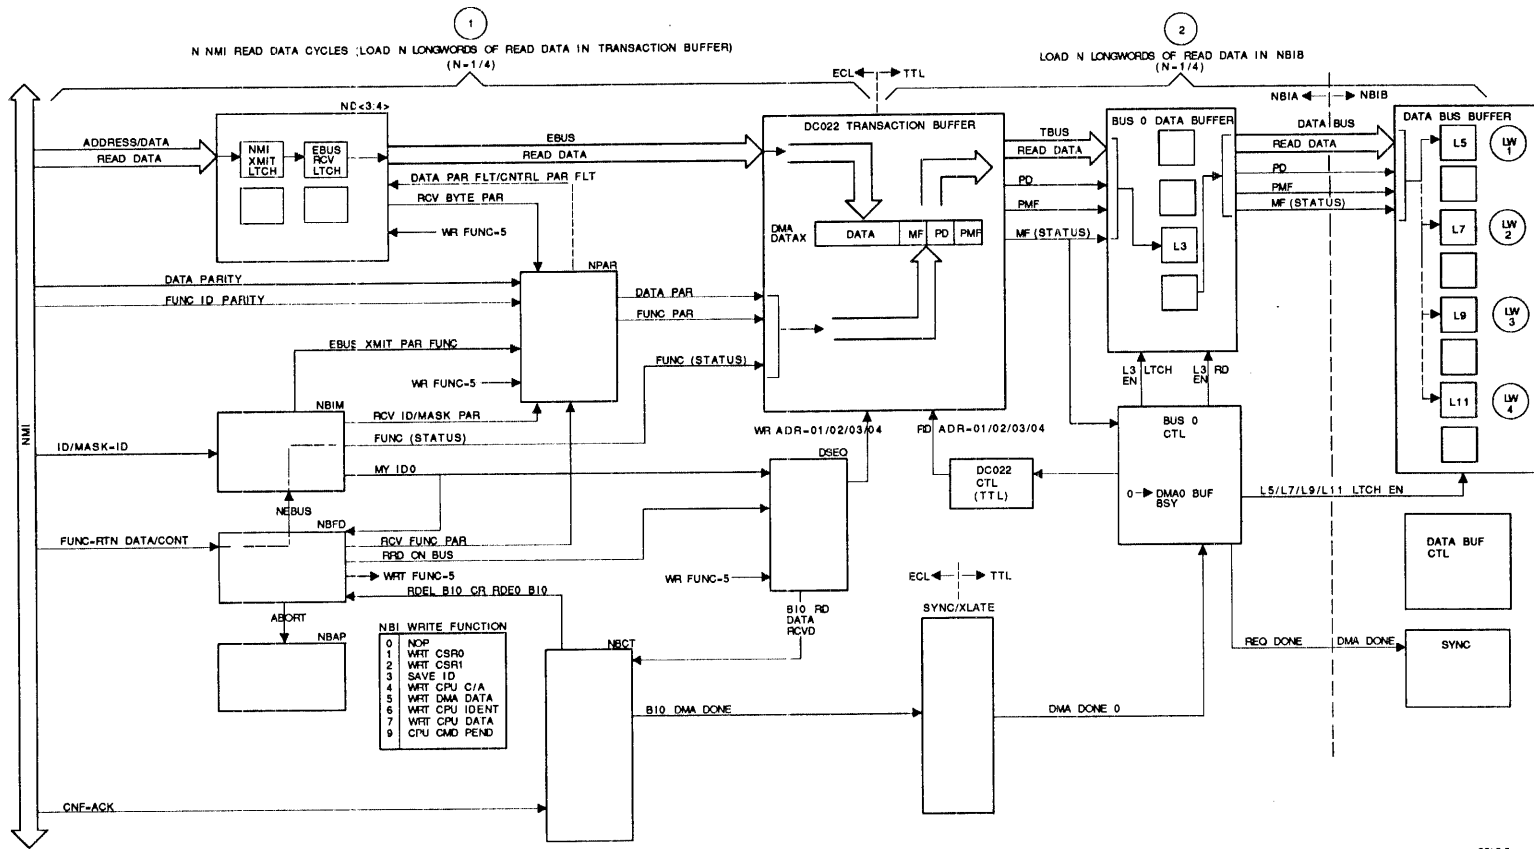 1
N NMI READ DATA CYCLES (LOAD N LONGWORDS OF READ DATA IN TRANSACTION BUFFER)
(N=1/4)
2
LOAD N LONGWORDS OF READ DATA IN NBIB
(N=1/4)
ECL TTL
NBIA NBIB
ND<3:4>
ADDRESS/DATA
READ DATA
NMI
XMIT
LTCH
EBUS
RCV
LTCH
EBUS
READ DATA
DATA PAR FLT/CNTRL PAR FLT
RCV BYTE PAR
WR FUNC=5
DC022 TRANSACTION BUFFER
DMA
DATAX
DATA
MF
PD
PMF
TBUS
READ DATA
PD
PMF
MF (STATUS)
BUS 0 DATA BUFFER
L3
DATA BUS
READ DATA
PD
PMF
MF (STATUS)
DATA BUS BUFFER
L5
LW
1
L7
LW
2
L9
LW
3
L11
LW
4
DATA PARITY
FUNC ID PARITY
NPAR
DATA PAR
FUNC PAR
FUNC (STATUS)
EBUS XMIT PAR FUNC
WR FUNC=5
NBIM
RCV ID/MASK PAR
FUNC (STATUS)
MY ID0
NMI
ID/MASK=ID
NEBUS
NBFD
FUNC=RTN DATA/CONT
RCV FUNC PAR
RRD ON BUS
WRT FUNC=5
RDEL BI0 CR RDE0 BI0
ABORT
NBAP
WR ADR=01/02/03/04
RD ADR=01/02/03/04
DSEQ
WR FUNC=5
BI0 RD
DATA
RCVD
DC022
CTL
(TTL)
L3 LTCH
EN
L3 RD
EN
BUS 0
CTL
0 DMA0 BUF
BSY
L5/L7/L9/L11 LTCH EN
DATA BUF
CTL
ECL TTL
SYNC/XLATE
NBI WRITE FUNCTION
0 NOP
1 WRT CSR0
2 WRT CSR1
3 SAVE ID
4 WRT CPU C/A
5 WRT DMA DATA
6 WRT CPU IDENT
7 WRT CPU DATA
9 CPU CMD PEND
NBCT
BI0 DMA DONE
DMA DONE 0
REQ DONE
DMA DONE
SYNC
CNF=ACK